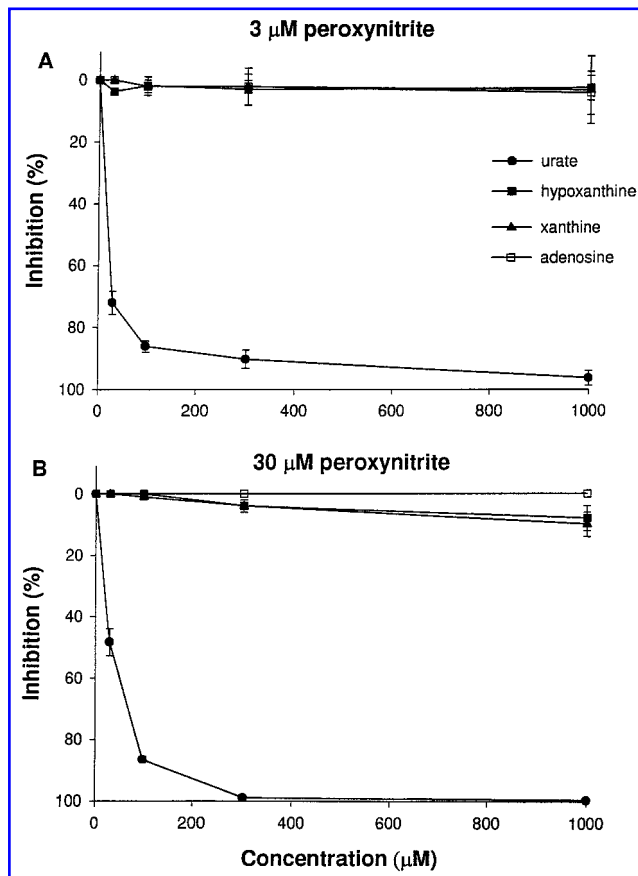 3 μM peroxynitrite
A
0
20
40
60
80
100
Inhibition (%)
urate
hypoxanthine
xanthine
adenosine
0 200 400 600 800 1000
30 μM peroxynitrite
B
0
20
40
60
80
100
Inhibition (%)
0 200 400 600 800 1000
Concentration (μM)